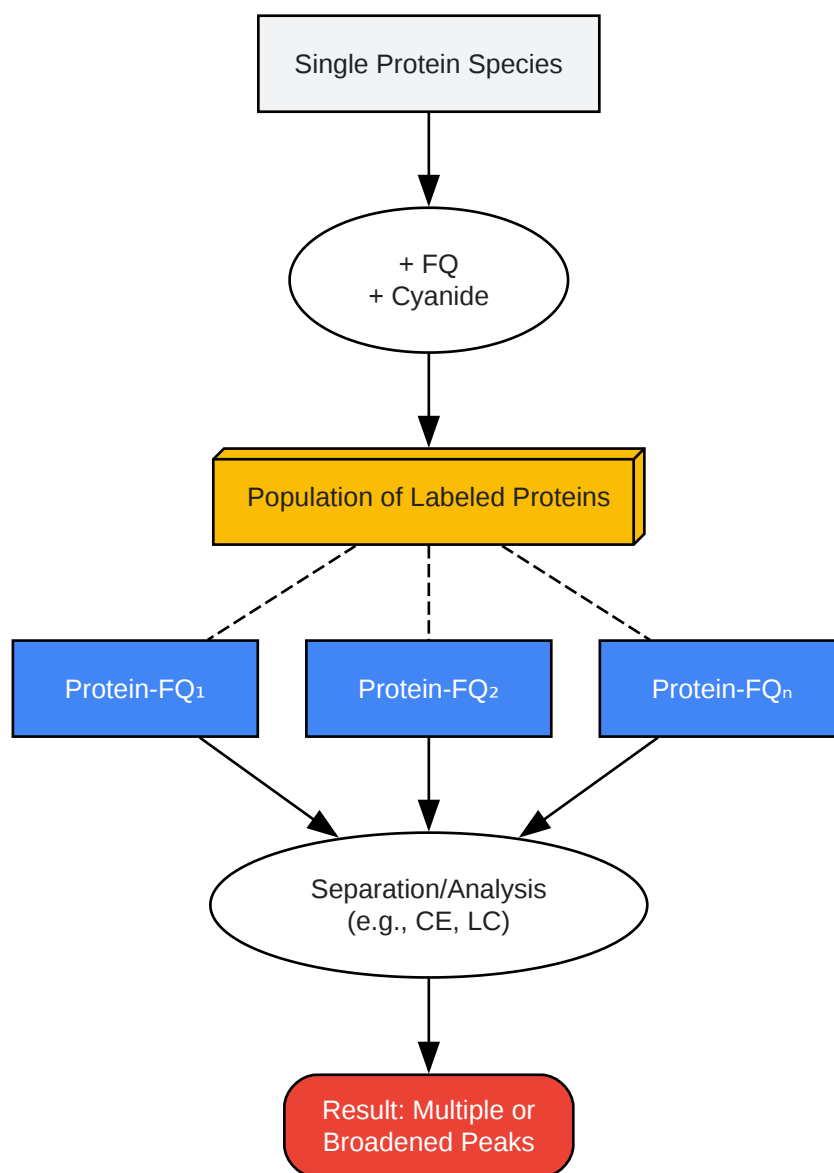 Single Protein Species
+ FQ
+ Cyanide
Population of Labeled Proteins
Protein-FQ₁
Protein-FQ₂
Protein-FQₙ
Separation/Analysis
(e.g., CE, LC)
Result: Multiple or
Broadened Peaks